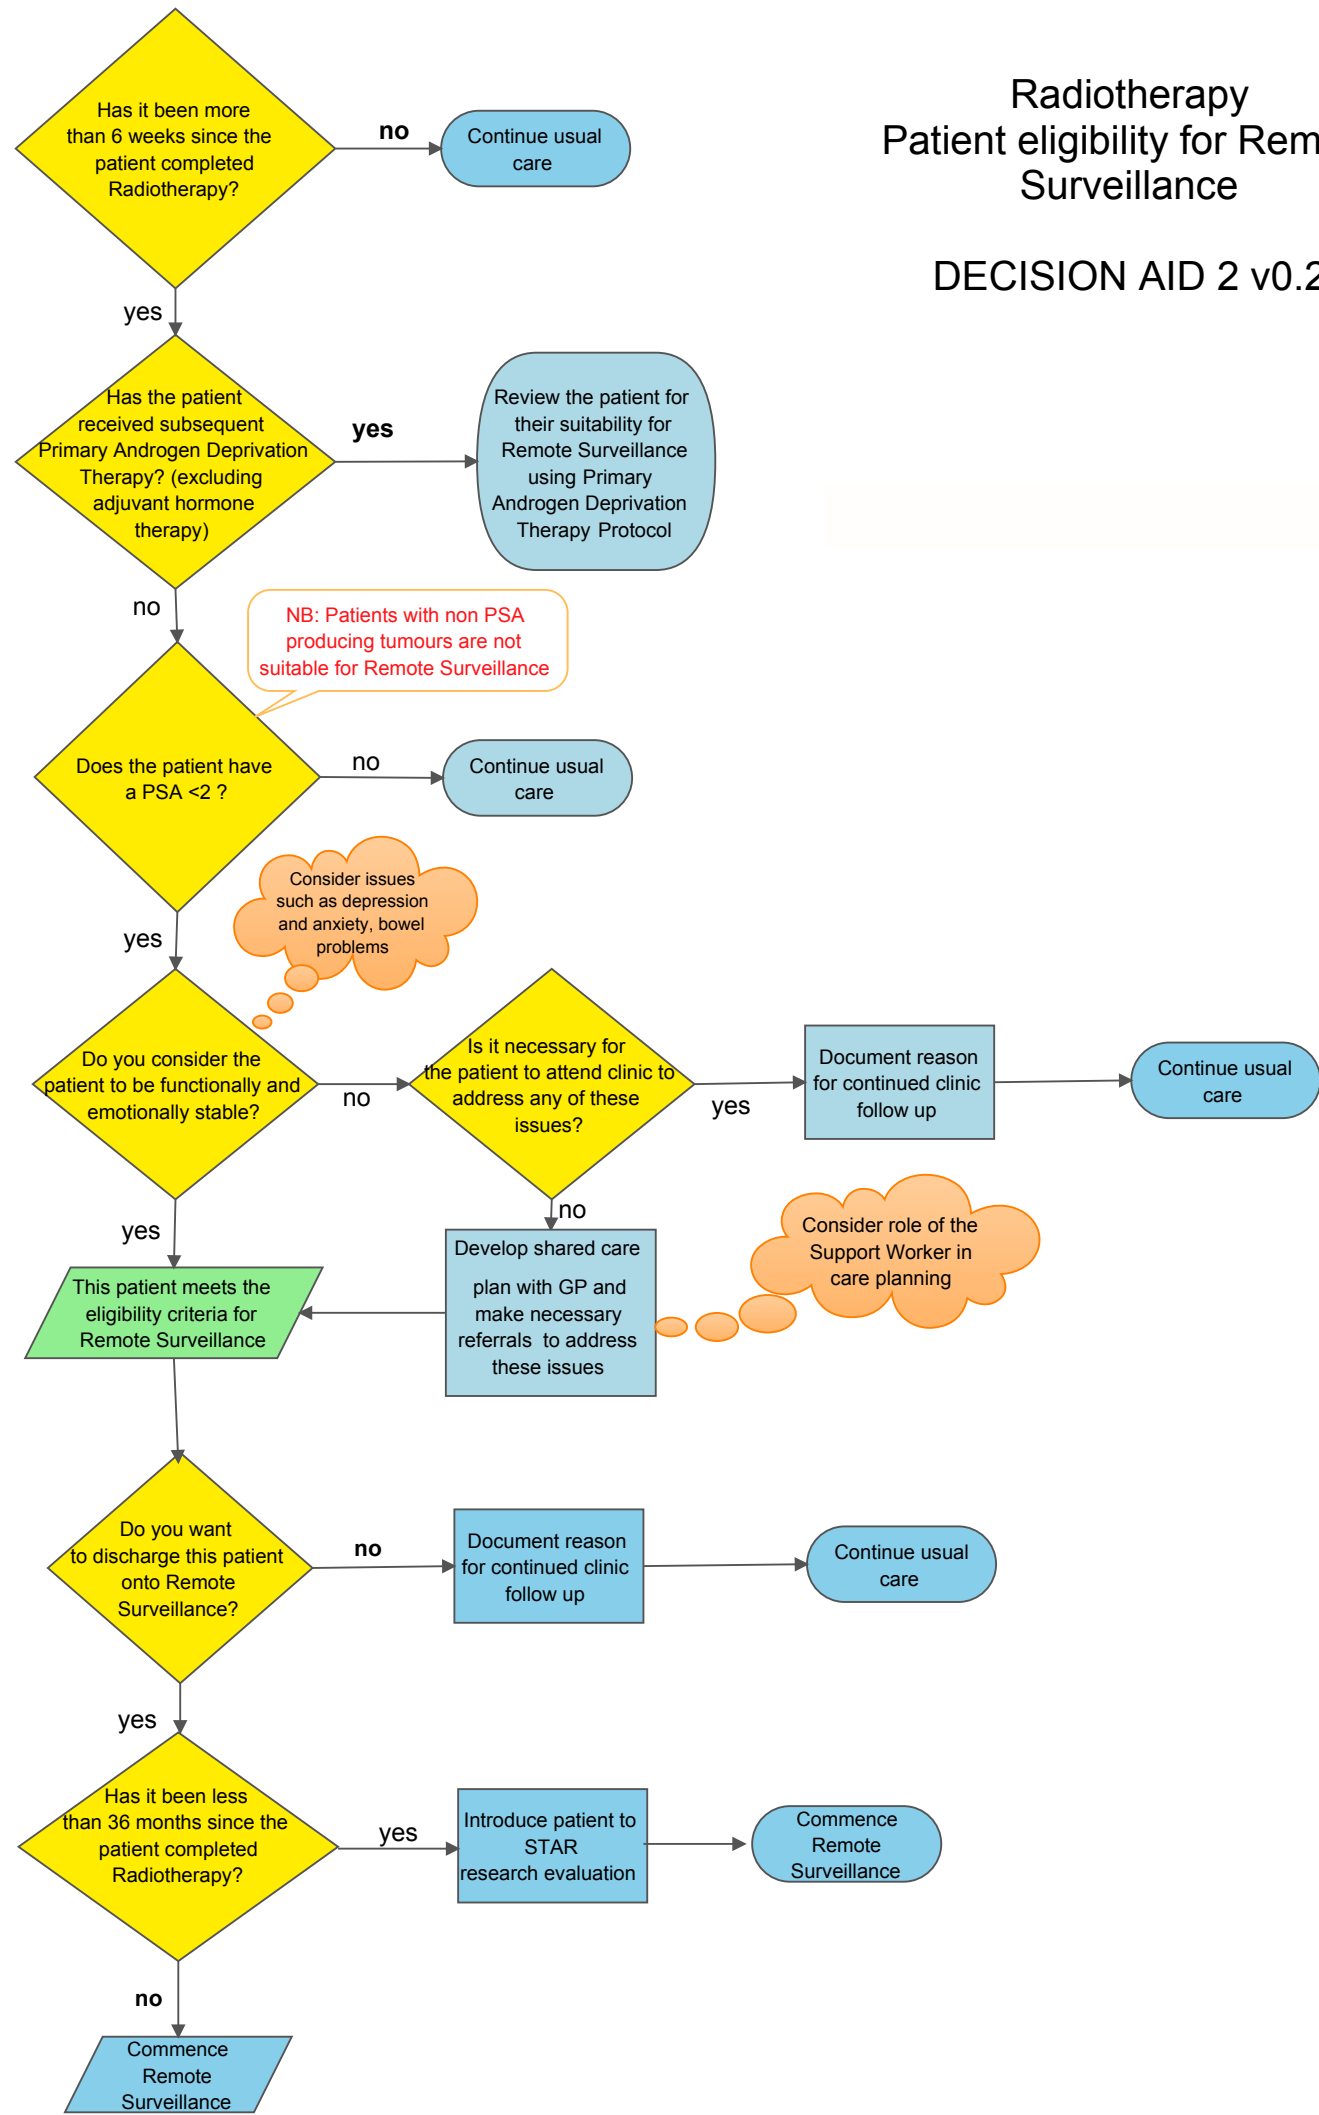 Radiotherapy
Patient eligibility for Rem
Surveillance
DECISION AID 2 v0.2
Has it been more
than 6 weeks since the
patient completed
Radiotherapy?
no
Continue usual
care
yes
Has the patient
received subsequent
Primary Androgen Deprivation
Therapy? (excluding
adjuvant hormone
therapy)
yes
Review the patient for
their suitability for
Remote Surveillance
using Primary
Androgen Deprivation
Therapy Protocol
no
NB: Patients with non PSA
producing tumours are not
suitable for Remote Surveillance
Does the patient have
a PSA <2 ?
no
Continue usual
care
Consider issues
such as depression
and anxiety, bowel
problems
yes
Do you consider the
patient to be functionally and
emotionally stable?
no
Is it necessary for
the patient to attend clinic to
address any of these
issues?
yes
Document reason
for continued clinic
follow up
Continue usual
care
no
yes
Develop shared care
plan with GP and
make necessary
referrals to address
these issues
Consider role of the
Support Worker in
care planning
This patient meets the
eligibility criteria for
Remote Surveillance
Do you want
to discharge this patient
onto Remote
Surveillance?
no
Document reason
for continued clinic
follow up
Continue usual
care
yes
Has it been less
than 36 months since the
patient completed
Radiotherapy?
yes
Introduce patient to
STAR
research evaluation
Commence
Remote
Surveillance
no
Commence
Remote
Surveillance